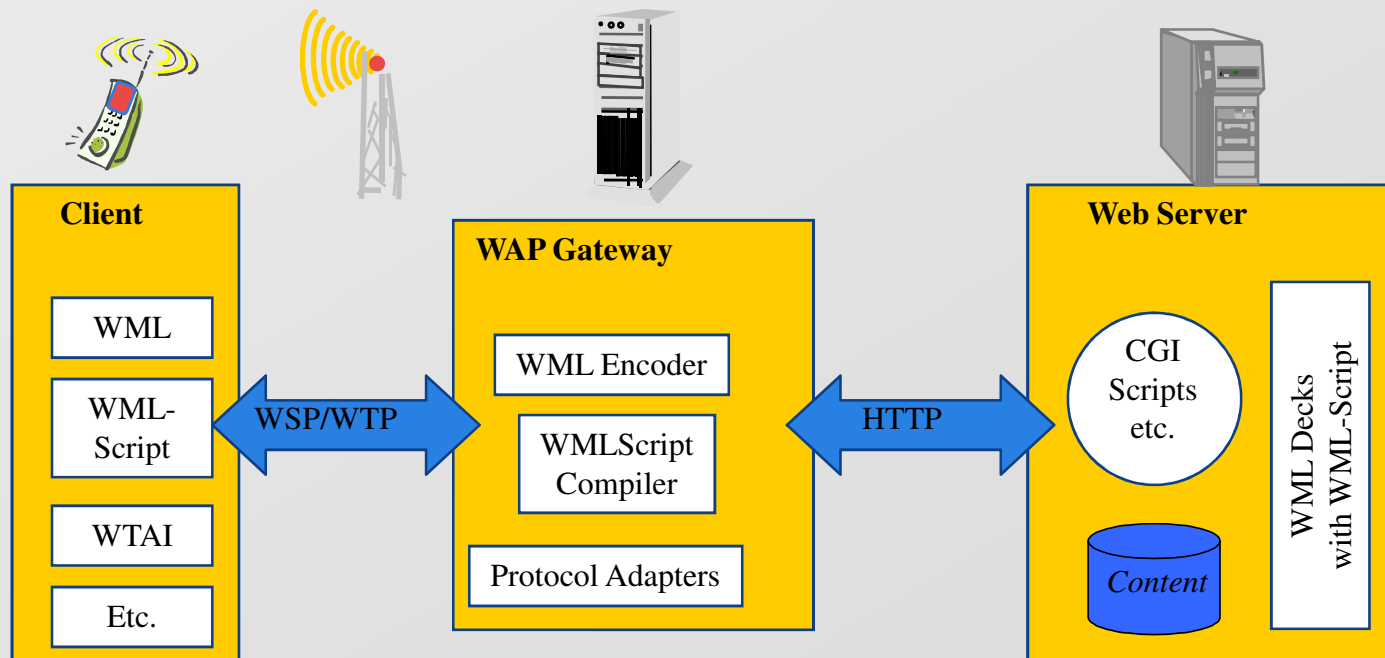 Client
WML
WML-
Script
WTAI
Etc.
WSP/WTP
WAP Gateway
WML Encoder
WMLScript
Compiler
Protocol Adapters
HTTP
Web Server
CGI
Scripts
etc.
Content
WML Decks
with WML-Script